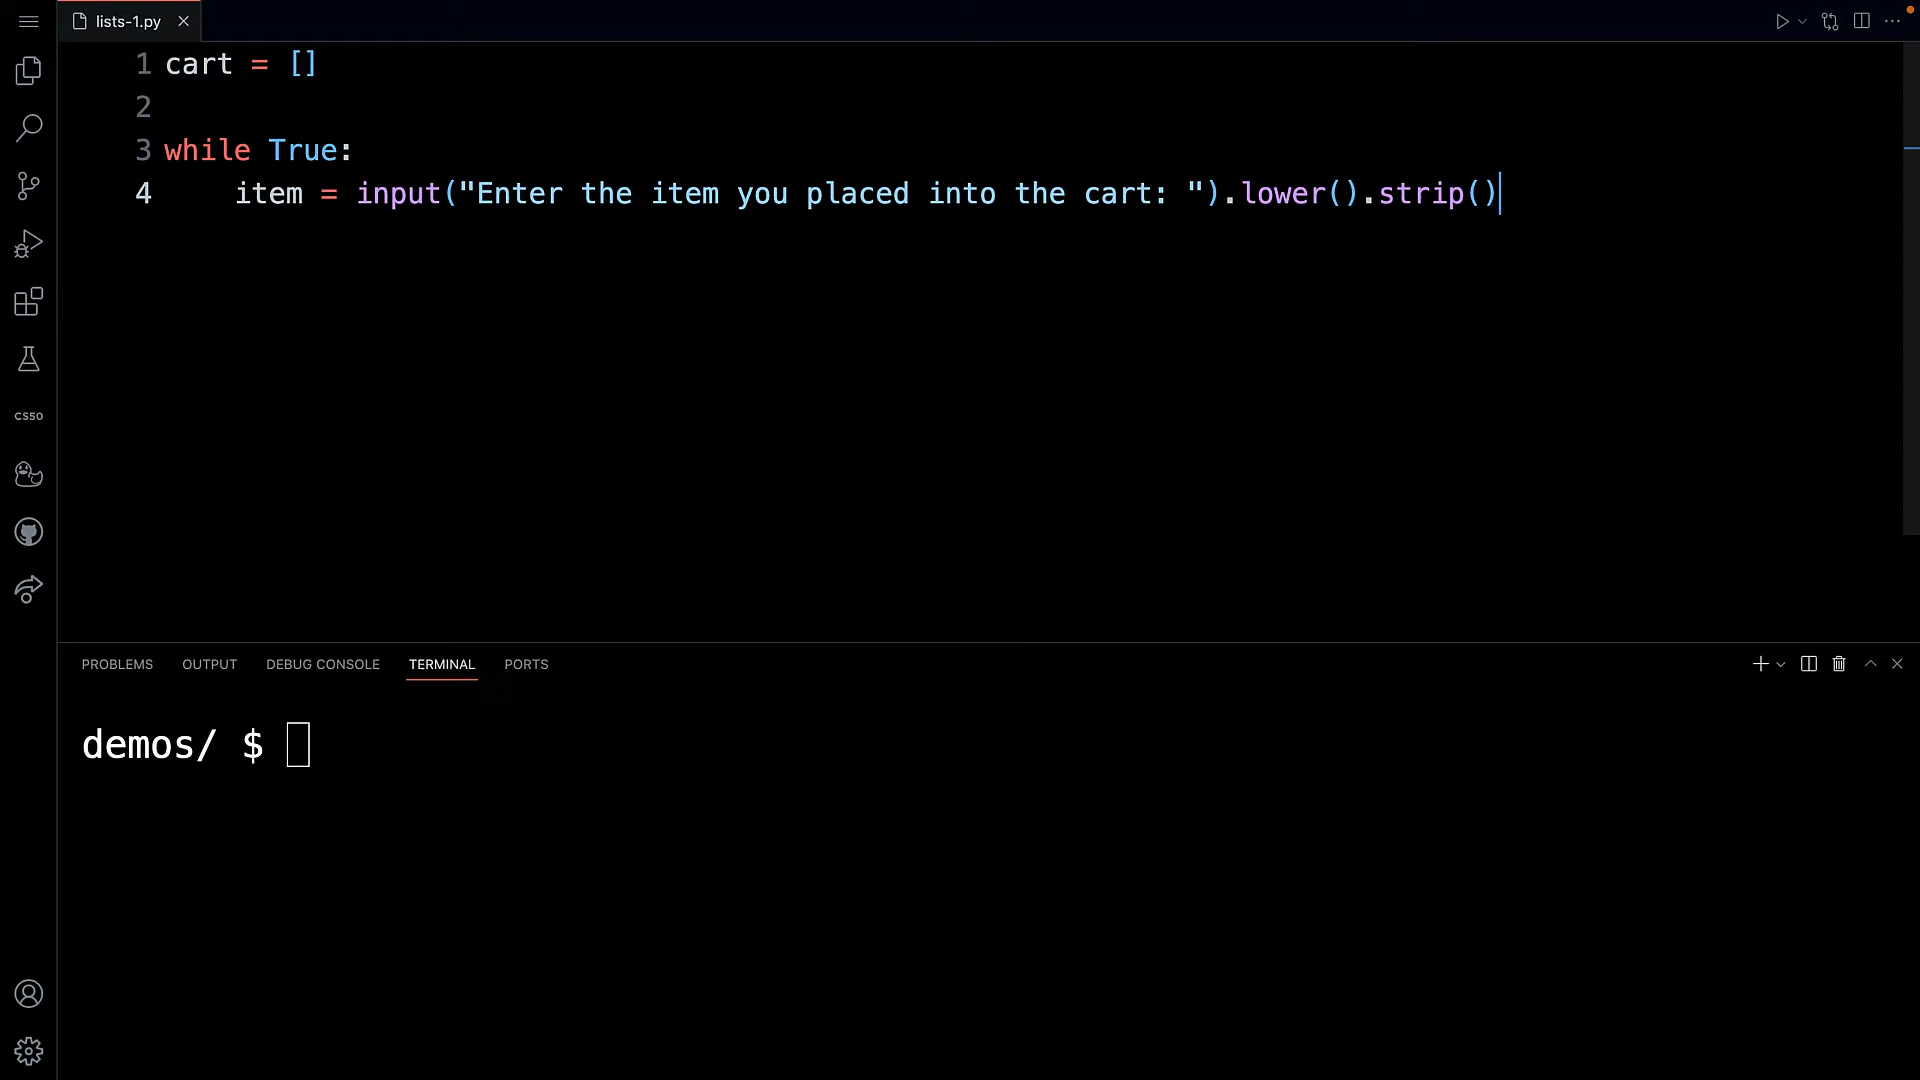 lists-1.py
1 cart = []
2
3 while True:
4     item = input("Enter the item you placed into the cart: ").lower().strip()
CS50
PROBLEMS OUTPUT DEBUG CONSOLE TERMINAL PORTS
demos/ $